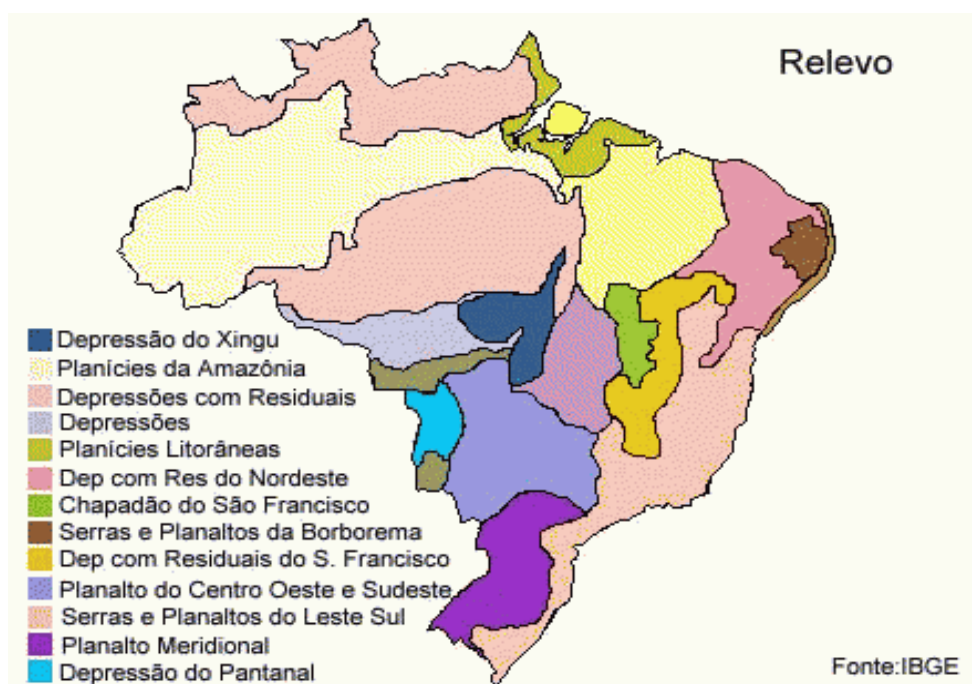 Relevo
Depressão do Xingu
Planícies da Amazônia
Depressões com Residuais
Depressões
Planícies Litorâneas
Dep com Res do Nordeste
Chapadão do São Francisco
Serras e Planaltos da Borborema
Dep com Residuais do S. Francisco
Planalto do Centro Oeste e Sudeste
Serras e Planaltos do Leste Sul
Planalto Meridional
Depressão do Pantanal
Fonte:IBGE